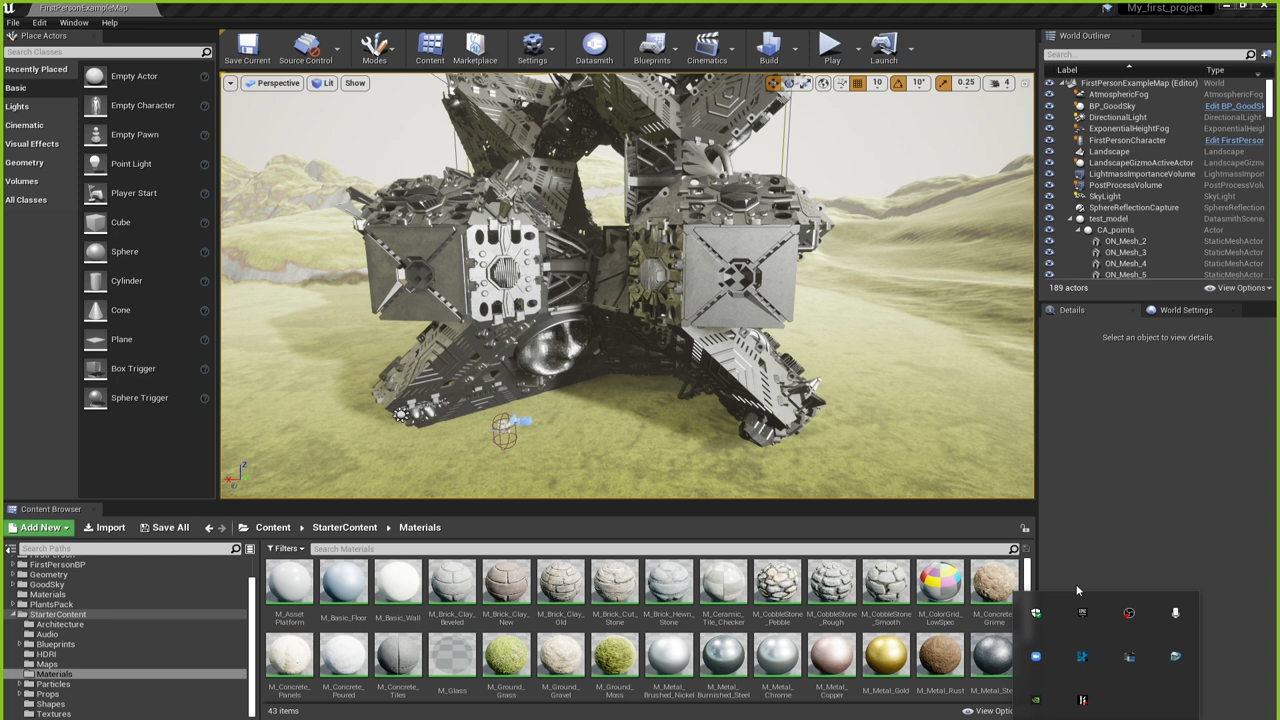 FirstPersonExampleMap
My_first_project
File Edit Window Help
Place Actors
Search Classes
Recently Placed
Basic
Lights
Cinematic
Visual Effects
Geometry
Volumes
All Classes
Empty Actor
Empty Character
Empty Pawn
Point Light
Player Start
Cube
Sphere
Cylinder
Cone
Plane
Box Trigger
Sphere Trigger
Save Current Source Control Modes Content Marketplace Settings Datasmith Blueprints Cinematics Build Play Launch
Perspective Lit Show 10 10° 0.25 4
World Outliner
Search...
Label Type
FirstPersonExampleMap (Editor) World
AtmosphericFog AtmosphericFog
BP_GoodSky Edit BP_GoodSk
DirectionalLight DirectionalLight
ExponentialHeightFog ExponentialHeigh
FirstPersonCharacter Edit FirstPerson
Landscape Landscape
LandscapeGizmoActiveActor LandscapeGizm
LightmassImportanceVolume LightmassImpor
PostProcessVolume PostProcessVolu
SkyLight SkyLight
SphereReflectionCapture SphereReflection
test_model DatasmithScene
CA_points Actor
ON_Mesh_2 StaticMeshActor
ON_Mesh_3 StaticMeshActor
ON_Mesh_4 StaticMeshActor
ON_Mesh_5 StaticMeshActor
189 actors View Options
Details World Settings
Select an object to view details.
Content Browser
Add New Import Save All Content StarterContent Materials
Search Paths
Filters Search Materials
FirstPerson
FirstPersonBP
Geometry
GoodSky
Materials
PlantsPack
StarterContent
Architecture
Audio
Blueprints
HDRI
Maps
Materials
Particles
Props
Shapes
Textures
M_Asset_Platform
M_Basic_Floor
M_Basic_Wall
M_Brick_Clay_Beveled
M_Brick_Clay_New
M_Brick_Clay_Old
M_Brick_Cut_Stone
M_Brick_Hewn_Stone
M_Ceramic_Tile_Checker
M_CobbleStone_Pebble
M_CobbleStone_Rough
M_CobbleStone_Smooth
M_ColorGrid_LowSpec
M_Concrete_Grime
M_Concrete_Panels
M_Concrete_Poured
M_Concrete_Tiles
M_Glass
M_Ground_Grass
M_Ground_Gravel
M_Ground_Moss
M_Metal_Brushed_Nickel
M_Metal_Burnished_Steel
M_Metal_Chrome
M_Metal_Copper
M_Metal_Gold
M_Metal_Rust
M_Metal_Ste
43 items View Optio